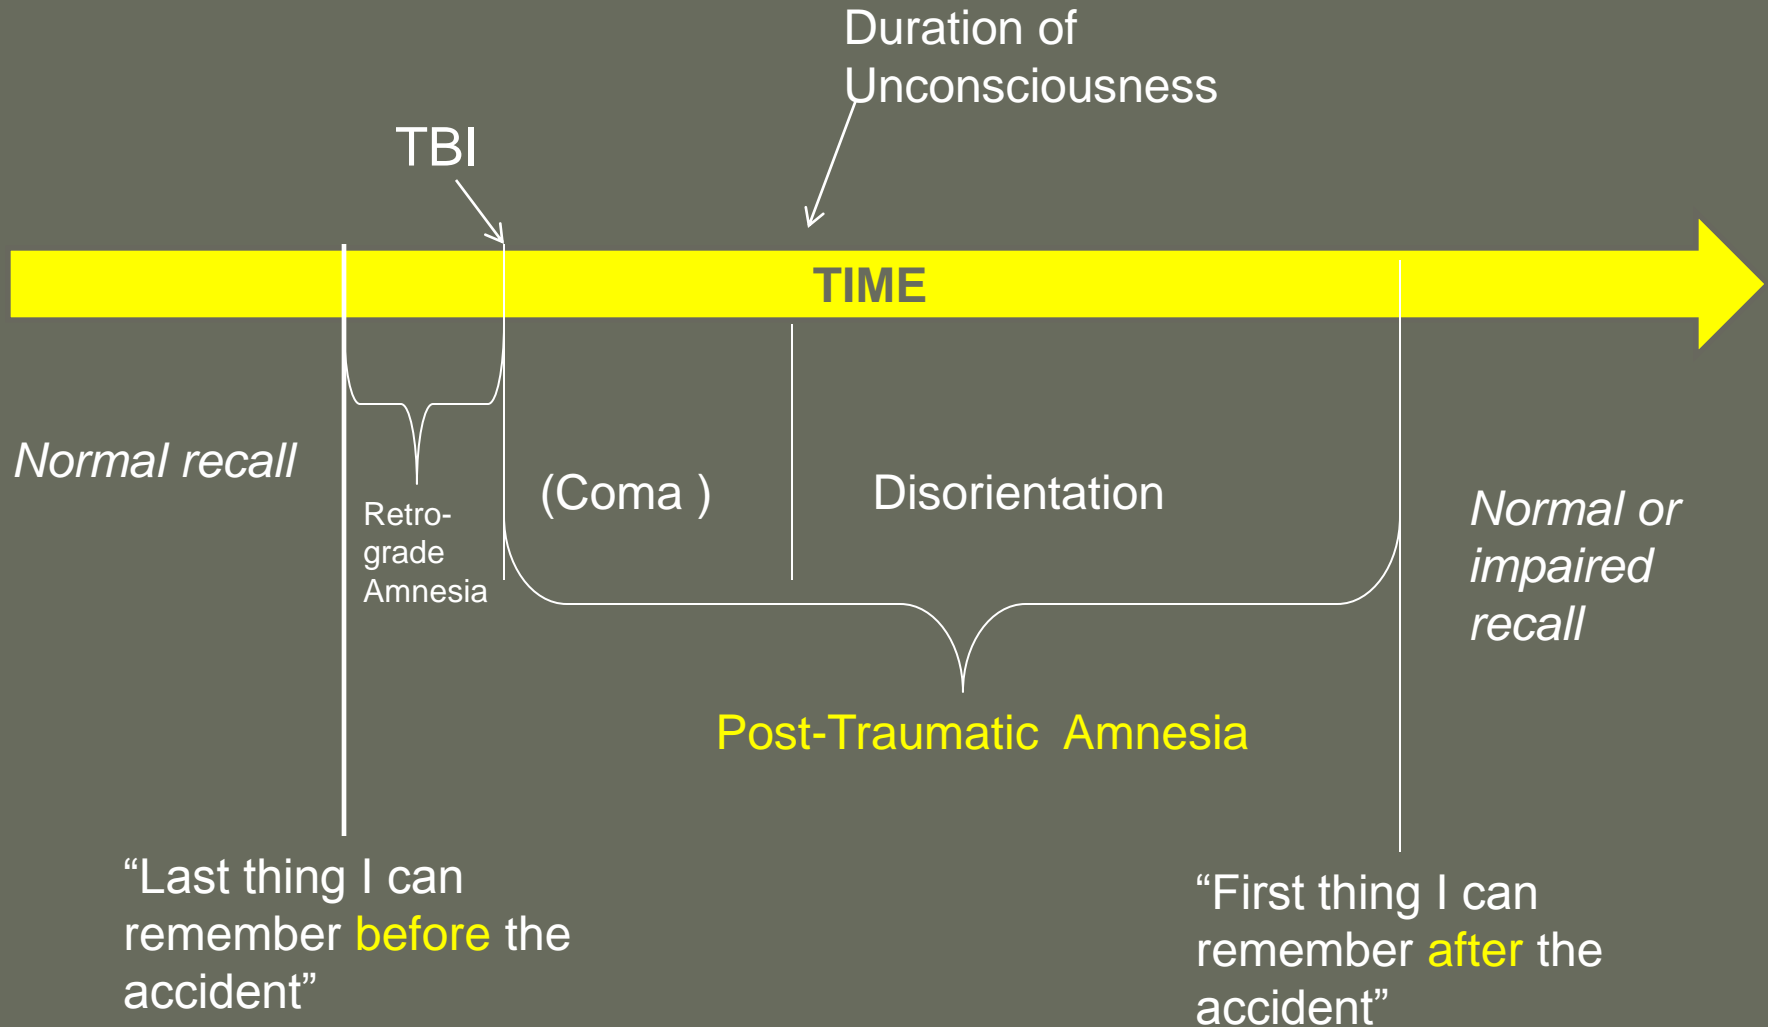 Duration of
Unconsciousness
TBI
TIME
Normal recall
Retro-
grade
Amnesia
(Coma )
Disorientation
Normal or
impaired
recall
Post-Traumatic  Amnesia
“Last thing I can
remember before the
accident”
“First thing I can
remember after the
accident”